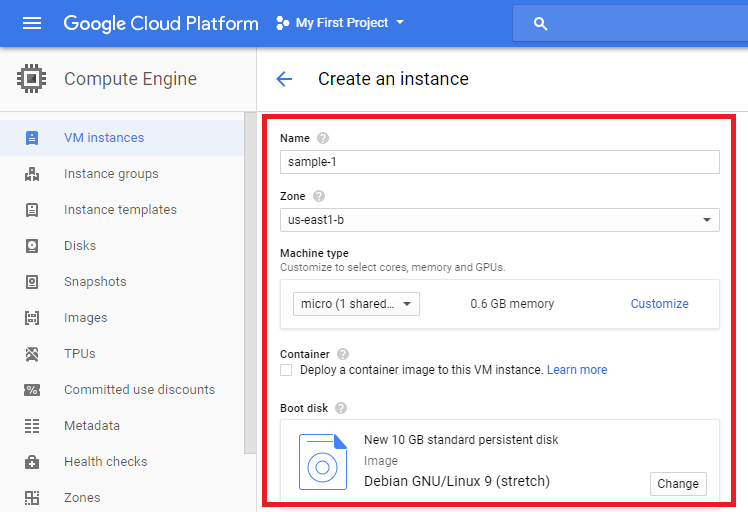 Google Cloud Platform
My First Project
Compute Engine
Create an instance
VM instances
Instance groups
Instance templates
Disks
Snapshots
Images
TPUs
Committed use discounts
Metadata
Health checks
Zones
Name ?
sample-1
Zone ?
us-east1-b
Machine type
Customize to select cores, memory and GPUs.
micro (1 shared... 0.6 GB memory Customize
Container ?
Deploy a container image to this VM instance. Learn more
Boot disk ?
New 10 GB standard persistent disk
Image
Debian GNU/Linux 9 (stretch)
Change